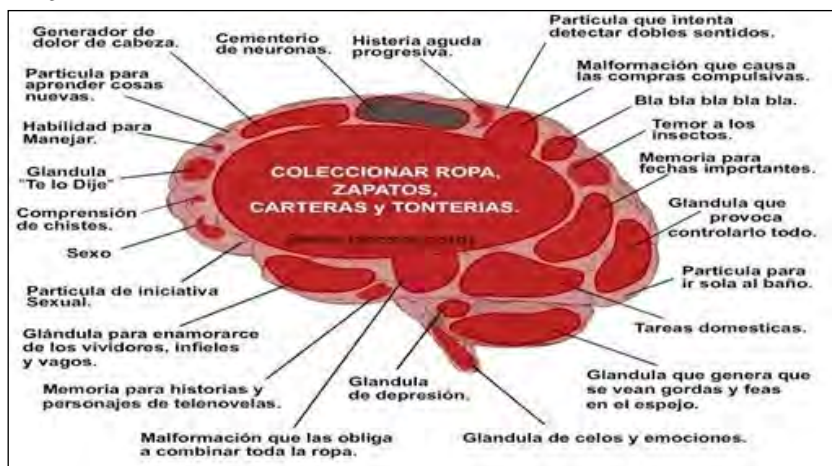 Generador de
dolor de cabeza.
Cementerio
de neuronas.
Histeria aguda
progresiva.
Partícula que intenta
detectar dobles sentidos.
Partícula para
aprender cosas
nuevas.
Malformación que causa
las compras compulsivas.
Bla bla bla bla bla.
Habilidad para
Manejar.
Temor a los
insectos.
Memoria para
fechas importantes.
Glandula
"Te lo Dije"
COLECCIONAR ROPA,
ZAPATOS,
CARTERAS y TONTERIAS.
Glandula que
provoca
controlarlo todo.
Comprensión
de chistes.
Sexo
Particula para
ir sola al baño.
Partícula de iniciativa
Sexual.
Tareas domesticas.
Glándula para enamorarce
de los vividores, infieles
y vagos.
Glandula que genera que
se vean gordas y feas
en el espejo.
Memoria para historias y
personajes de telenovelas.
Glandula
de depresión.
Malformación que las obliga
a combinar toda la ropa.
Glandula de celos y emociones.